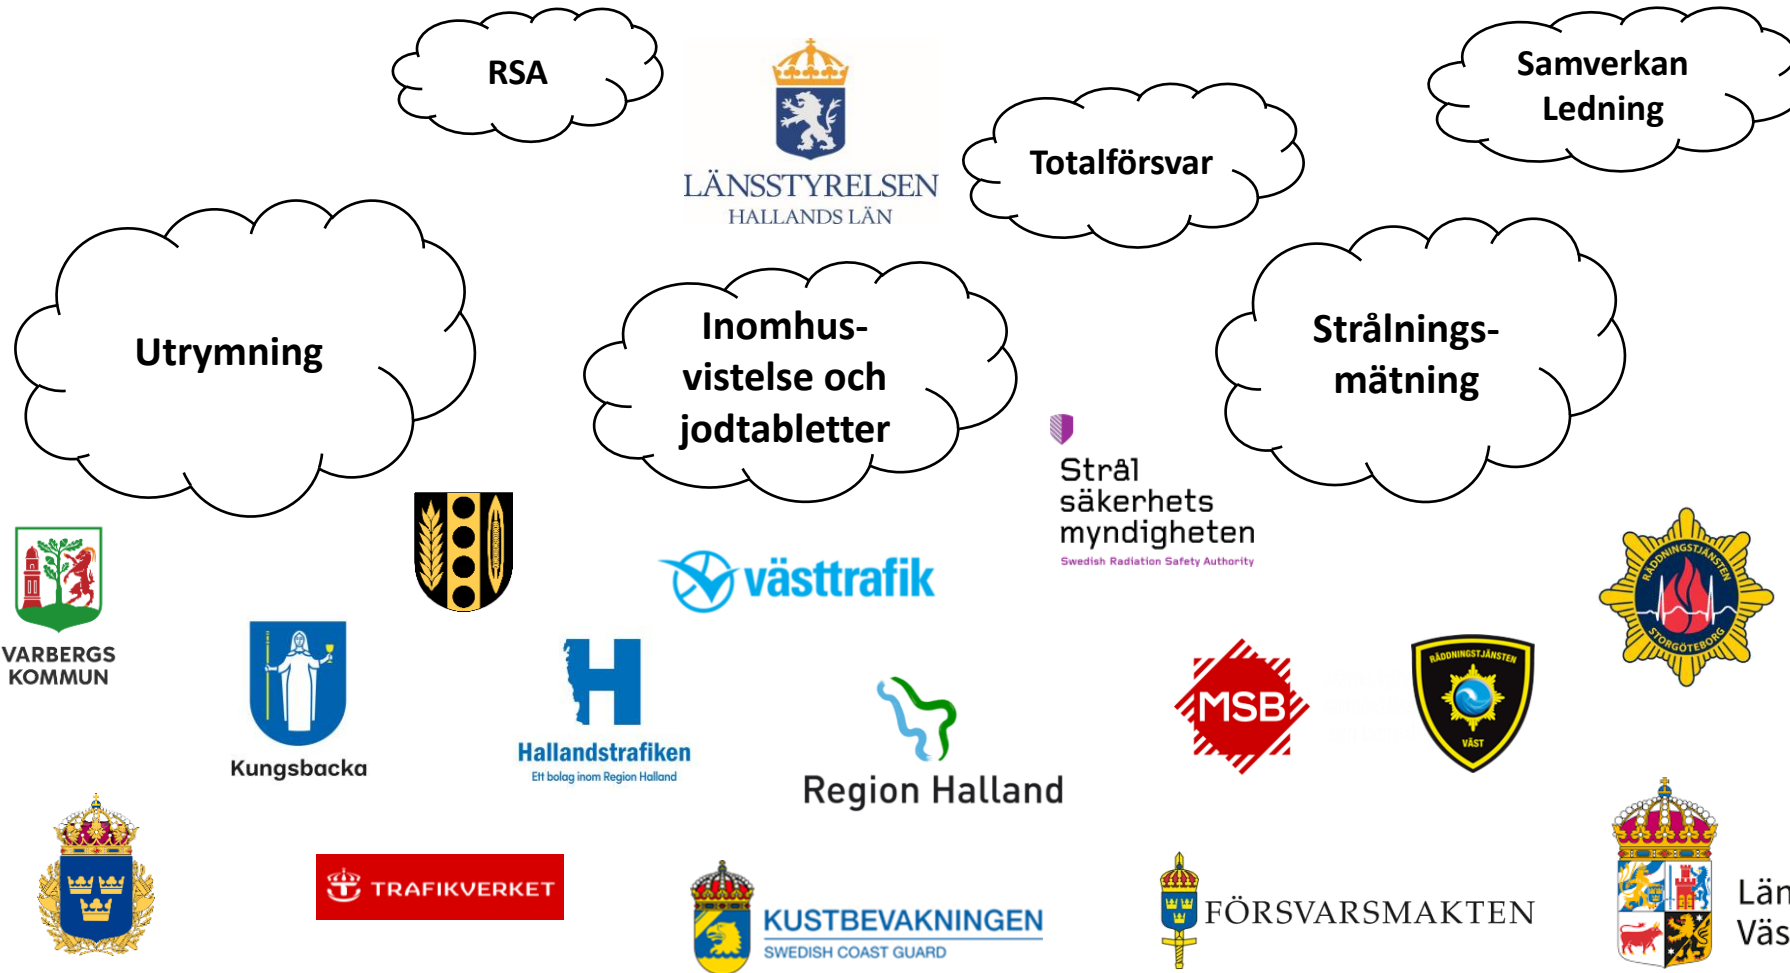 RSA
Samverkan
Ledning
LÄNSSTYRELSEN
HALLANDS LÄN
Totalförsvar
Utrymning
Inomhus-
vistelse och
jodtabletter
Strålnings-
mätning
Strål
säkerhets
myndigheten
Swedish Radiation Safety Authority
VARBERGS
KOMMUN
västtrafik
RÄDDNINGSTJÄNSTEN
STORGÖTEBORG
Kungsbacka
Hallandstrafiken
Ett bolag inom Region Halland
Region Halland
MSB
RÄDDNINGSTJÄNSTEN
VÄST
TRAFIKVERKET
KUSTBEVAKNINGEN
SWEDISH COAST GUARD
FÖRSVARSMAKTEN
Län
Väs